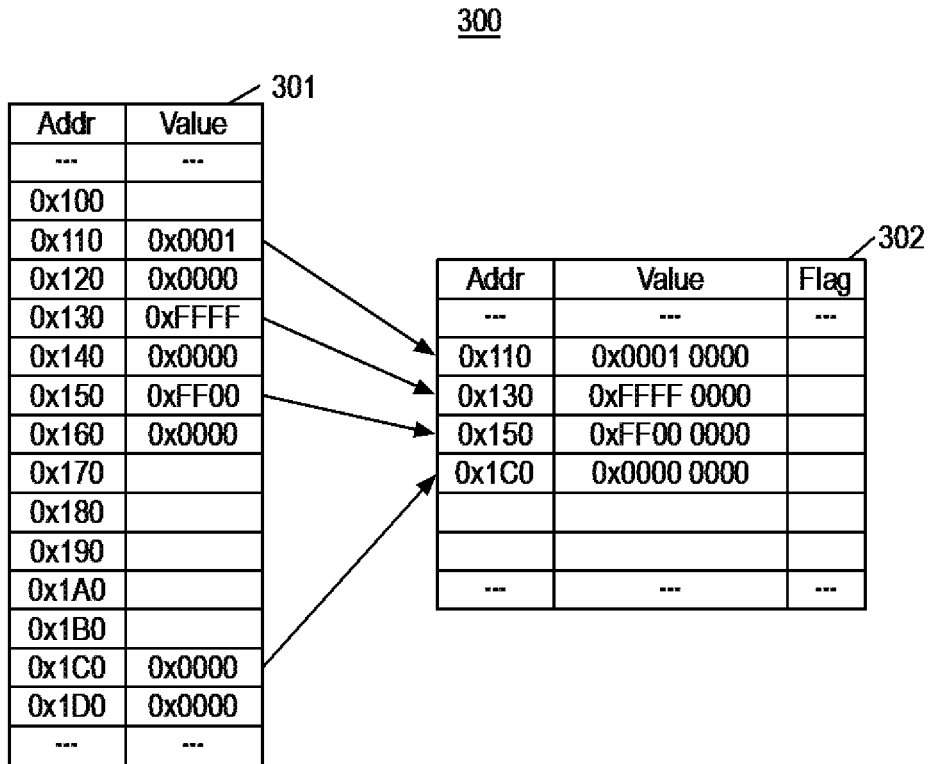 300
301
Addr Value
--- ---
0x100
0x110 0x0001
0x120 0x0000
0x130 0xFFFF
0x140 0x0000
0x150 0xFF00
0x160 0x0000
0x170
0x180
0x190
0x1A0
0x1B0
0x1C0 0x0000
0x1D0 0x0000
--- ---
302
Addr Value Flag
--- --- ---
0x110 0x0001 0000
0x130 0xFFFF 0000
0x150 0xFF00 0000
0x1C0 0x0000 0000
--- --- ---